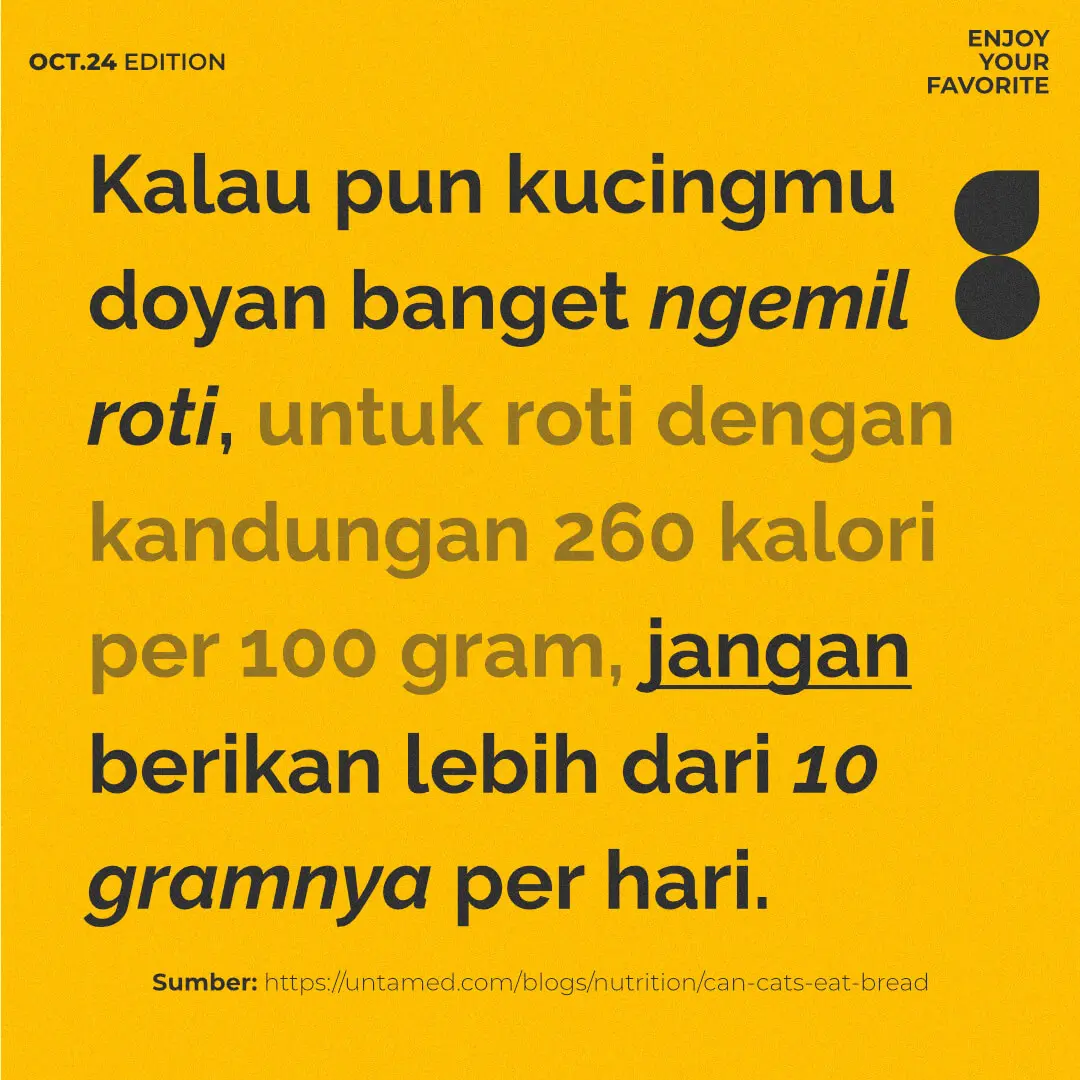 OCT.24 EDITION
ENJOY
YOUR
FAVORITE
Kalau pun kucingmu
doyan banget ngemil
roti, untuk roti dengan
kandungan 260 kalori
per 100 gram, jangan
berikan lebih dari 10
gramnya per hari.
Sumber: https://untamed.com/blogs/nutrition/can-cats-eat-bread